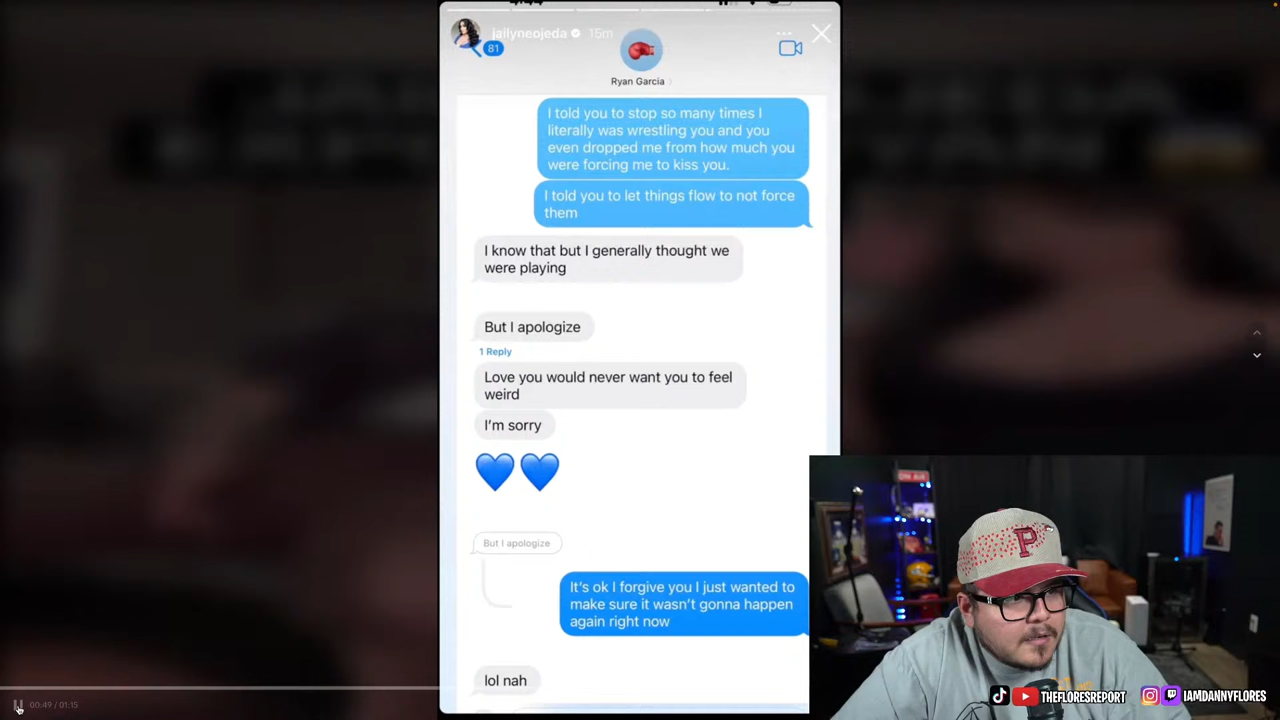 jailyneojeda 15m
81
Ryan Garcia
I told you to stop so many times I
literally was wrestling you and you
even dropped me from how much you
were forcing me to kiss you.
I told you to let things flow to not force
them
I know that but I generally thought we
were playing
But I apologize
1 Reply
Love you would never want you to feel
weird
I'm sorry
But I apologize
It's ok I forgive you I just wanted to
make sure it wasn't gonna happen
again right now
lol nah
P
00:49 / 01:15
THEFLORESREPORT
IAMDANNYFLORES